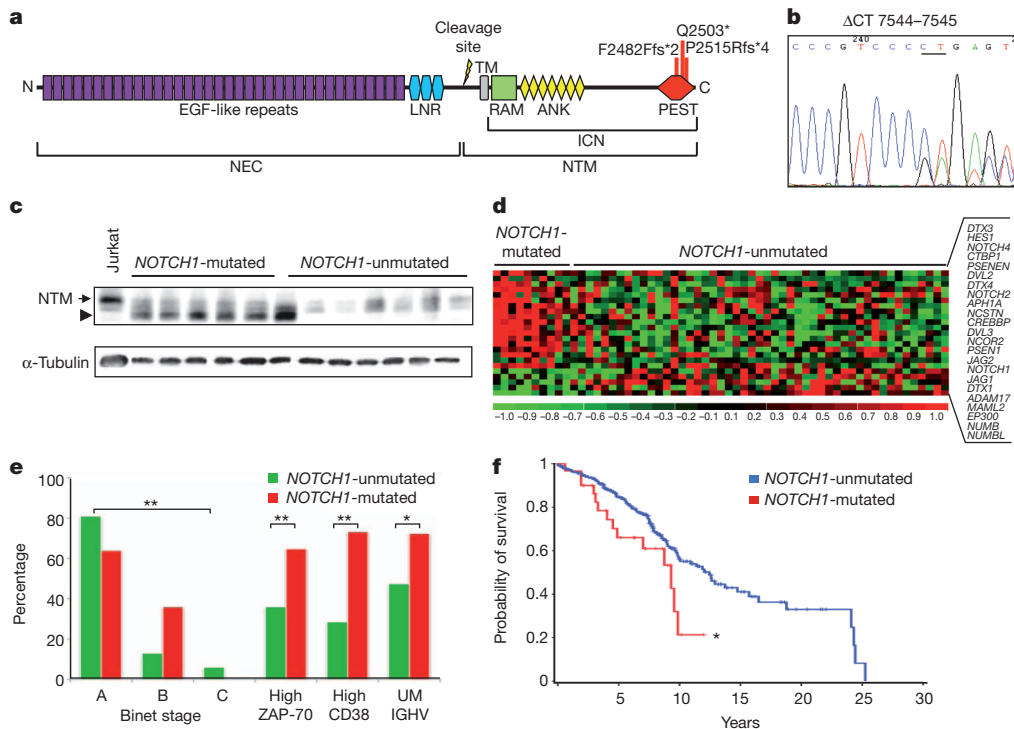 a
Cleavage
site
TM
F2482Ffs*2
Q2503*
P2515Rfs*4
N
C
EGF-like repeats
LNR
RAM
ANK
PEST
ICN
NEC
NTM
b
ΔCT 7544–7545
240
2
C C C G T C C C C T G A G T
c
Jurkat
NOTCH1-mutated
NOTCH1-unmutated
NTM
α-Tubulin
d
NOTCH1-
mutated
NOTCH1-unmutated
DTX3
HES1
NOTCH4
CTBP1
PSENEN
DVL2
DTX4
NOTCH2
APH1A
NCSTN
CREBBP
DVL3
NCOR2
PSEN1
JAG2
NOTCH1
JAG1
DTX1
ADAM17
MAML2
EP300
NUMB
NUMBL
–1.0 –0.9 –0.8 –0.7 –0.6 –0.5 –0.4 –0.3 –0.2 –0.1 0.1 0.2 0.3 0.4 0.5 0.6 0.7 0.8 0.9 1.0
e
NOTCH1-unmutated
NOTCH1-mutated
Percentage
100
80
60
40
20
0
**
**
**
*
A
B
C
Binet stage
High
ZAP-70
High
CD38
UM
IGHV
f
NOTCH1-unmutated
NOTCH1-mutated
Probability of survival
1
0.8
0.6
0.4
0.2
0
*
5 10 15 20 25 30
Years